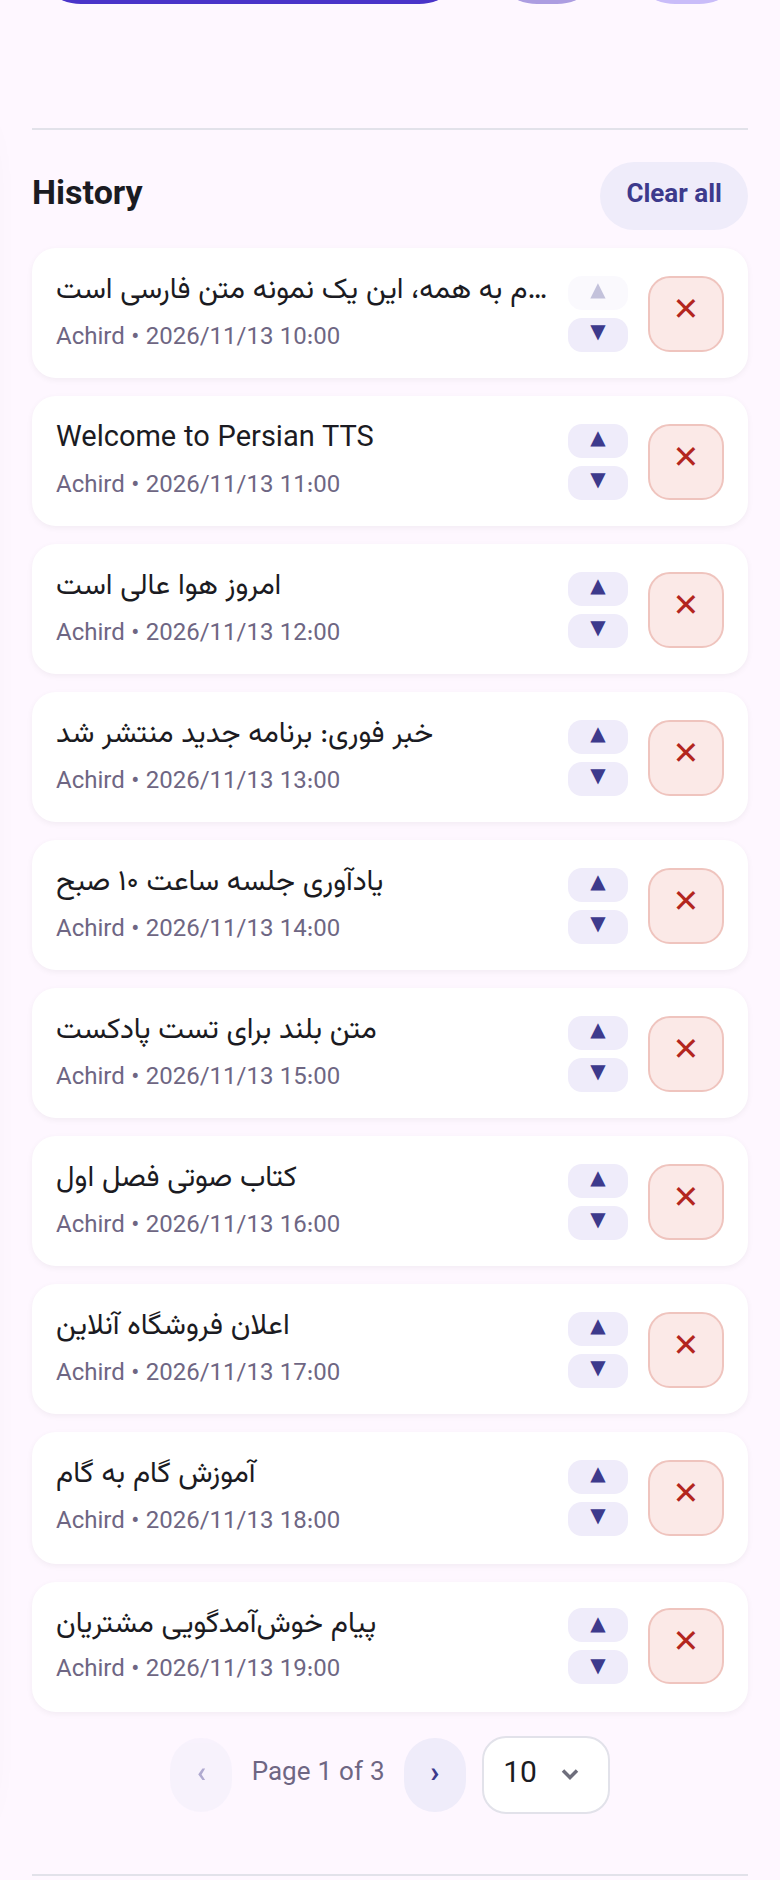 History
Clear all
…م به همه، این یک نمونه متن فارسی است
▲
✕
Achird • 2026/11/13 10:00
▼
Welcome to Persian TTS
▲
✕
Achird • 2026/11/13 11:00
▼
امروز هوا عالی است
▲
✕
Achird • 2026/11/13 12:00
▼
خبر فوری: برنامه جدید منتشر شد
▲
✕
Achird • 2026/11/13 13:00
▼
یادآوری جلسه ساعت ۱۰ صبح
▲
✕
Achird • 2026/11/13 14:00
▼
متن بلند برای تست پادکست
▲
✕
Achird • 2026/11/13 15:00
▼
کتاب صوتی فصل اول
▲
✕
Achird • 2026/11/13 16:00
▼
اعلان فروشگاه آنلاین
▲
✕
Achird • 2026/11/13 17:00
▼
آموزش گام به گام
▲
✕
Achird • 2026/11/13 18:00
▼
پیام خوش‌آمدگویی مشتریان
▲
✕
Achird • 2026/11/13 19:00
▼
‹ Page 1 of 3 › 10